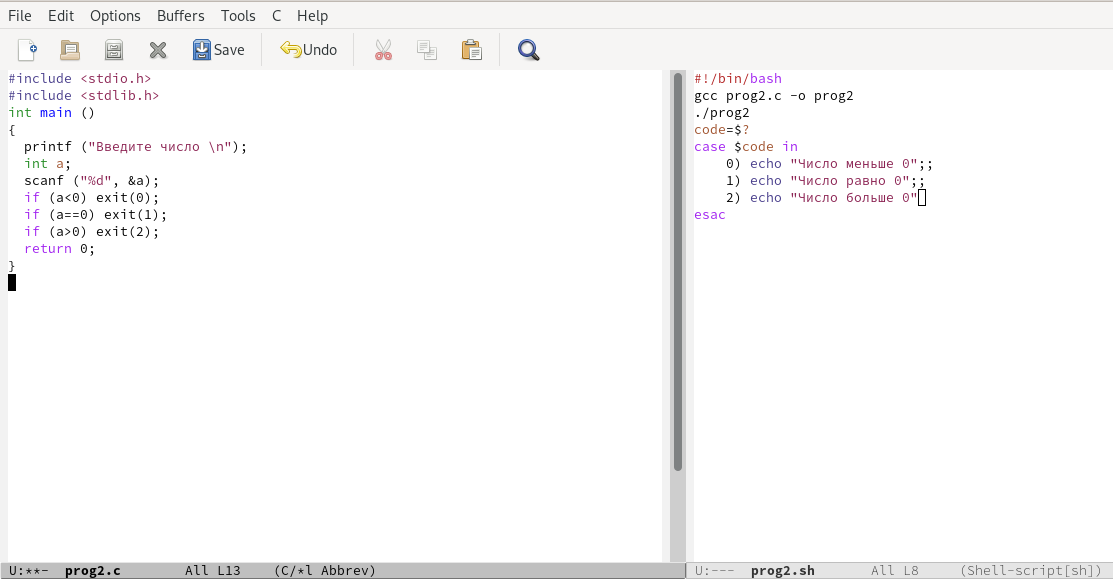 File Edit Options Buffers Tools C Help
Save Undo
#include <stdio.h>
#include <stdlib.h>
int main ()
{
  printf ("Введите число \n");
  int a;
  scanf ("%d", &a);
  if (a<0) exit(0);
  if (a==0) exit(1);
  if (a>0) exit(2);
  return 0;
}
U:**-  prog2.c        All L13    (C/*l Abbrev)
#!/bin/bash
gcc prog2.c -o prog2
./prog2
code=$?
case $code in
    0) echo "Число меньше 0";;
    1) echo "Число равно 0";;
    2) echo "Число больше 0"
esac
U:---  prog2.sh       All L8     (Shell-script[sh])